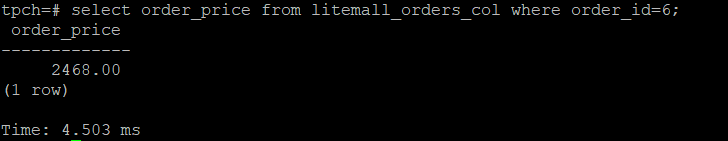 tpch=# select order_price from litemall_orders_col where order_id=6;
 order_price
-------------
     2468.00
(1 row)

Time: 4.503 ms